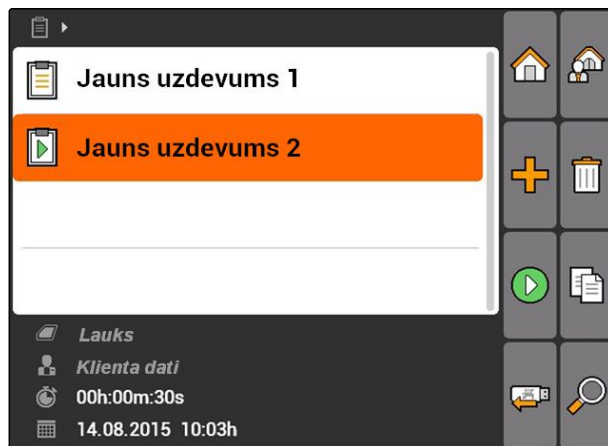 Jauns uzdevums 1
Jauns uzdevums 2
Lauks
Klienta dati
00h:00m:30s
14.08.2015 10:03h